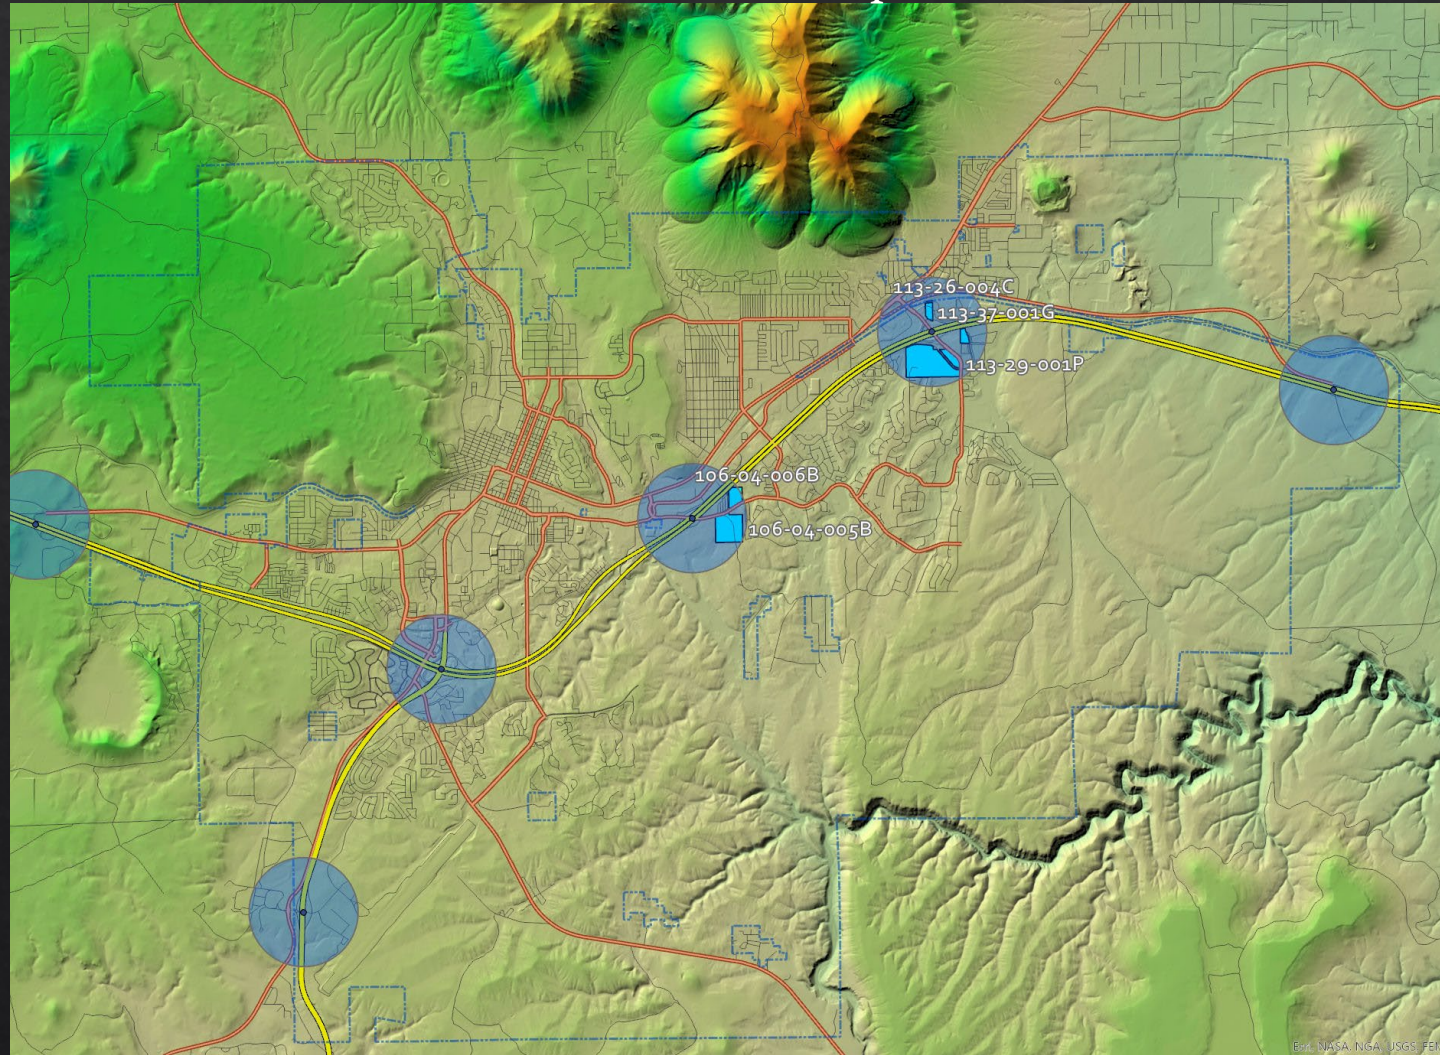 113-26-004C
113-37-001G
113-29-001P
106-04-006B
106-04-005B
Esri, NASA, NGA, USGS, FEM